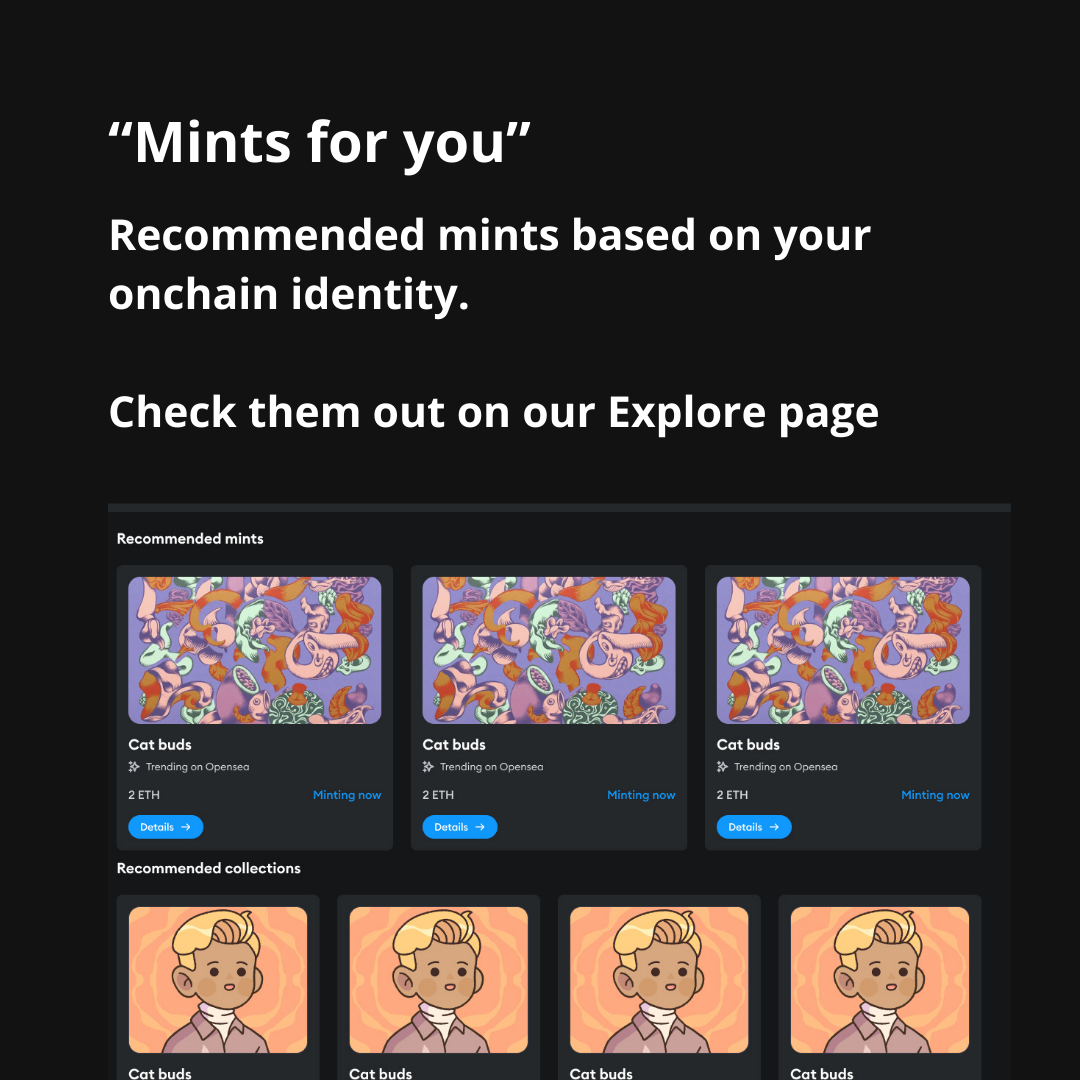 “Mints for you”
Recommended mints based on your
onchain identity.
Check them out on our Explore page
Recommended mints
Cat buds
Trending on Opensea
2 ETH
Minting now
Details
Cat buds
Trending on Opensea
2 ETH
Minting now
Details
Cat buds
Trending on Opensea
2 ETH
Minting now
Details
Recommended collections
Cat buds
Cat buds
Cat buds
Cat buds